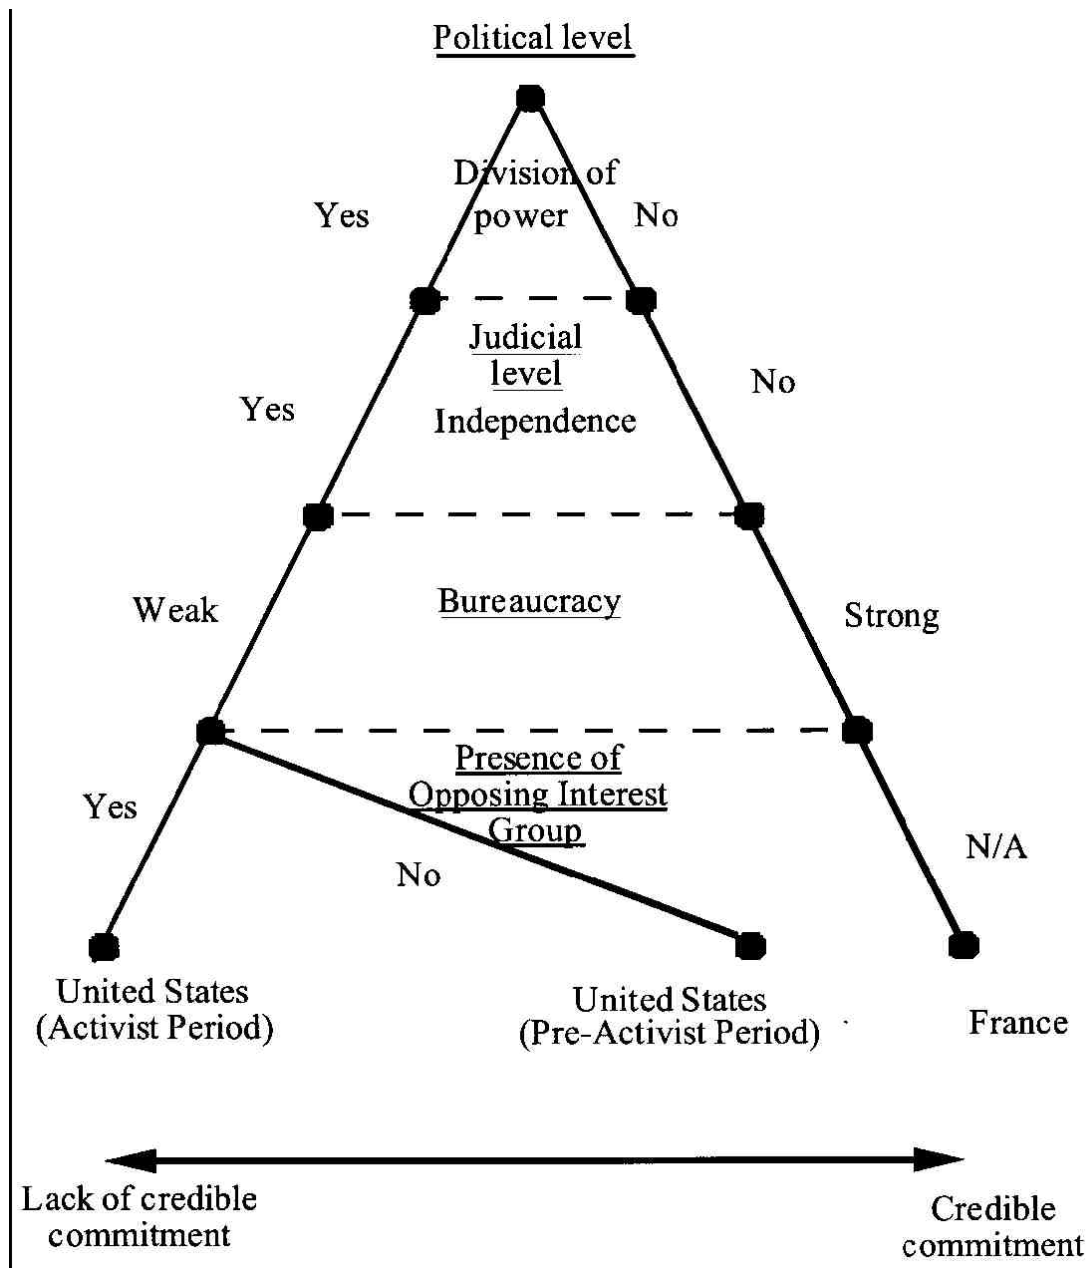 Political level
Division of
power
Yes
No
Judicial
level
Independence
Yes
No
Bureaucracy
Weak
Strong
Presence of
Opposing Interest
Group
Yes
No
N/A
United States
(Activist Period)
United States
(Pre-Activist Period)
France
Lack of credible
commitment
Credible
commitment